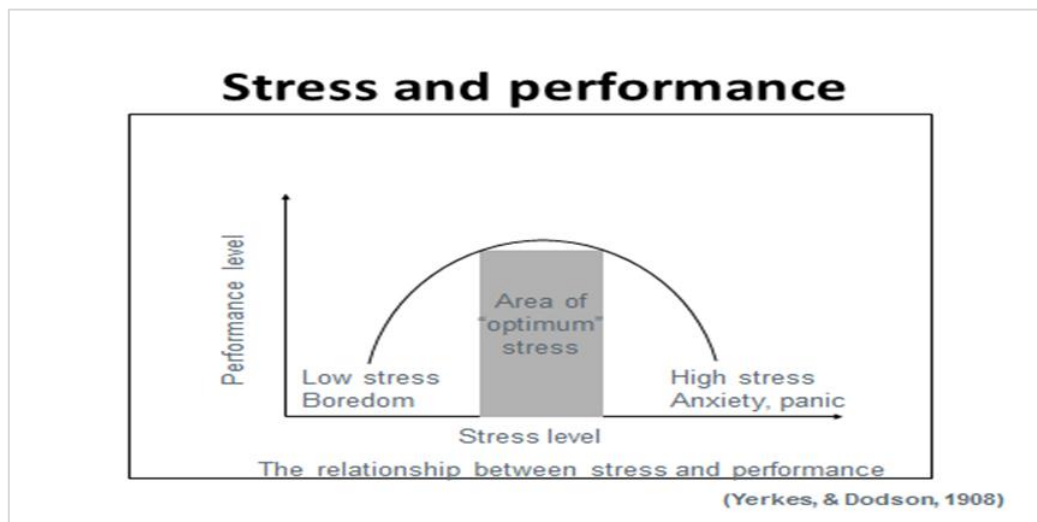 Stress and performance
Performance level
Area of
"optimum"
stress
Low stress
Boredom
High stress
Anxiety, panic
Stress level
The relationship between stress and performance
(Yerkes, & Dodson, 1908)